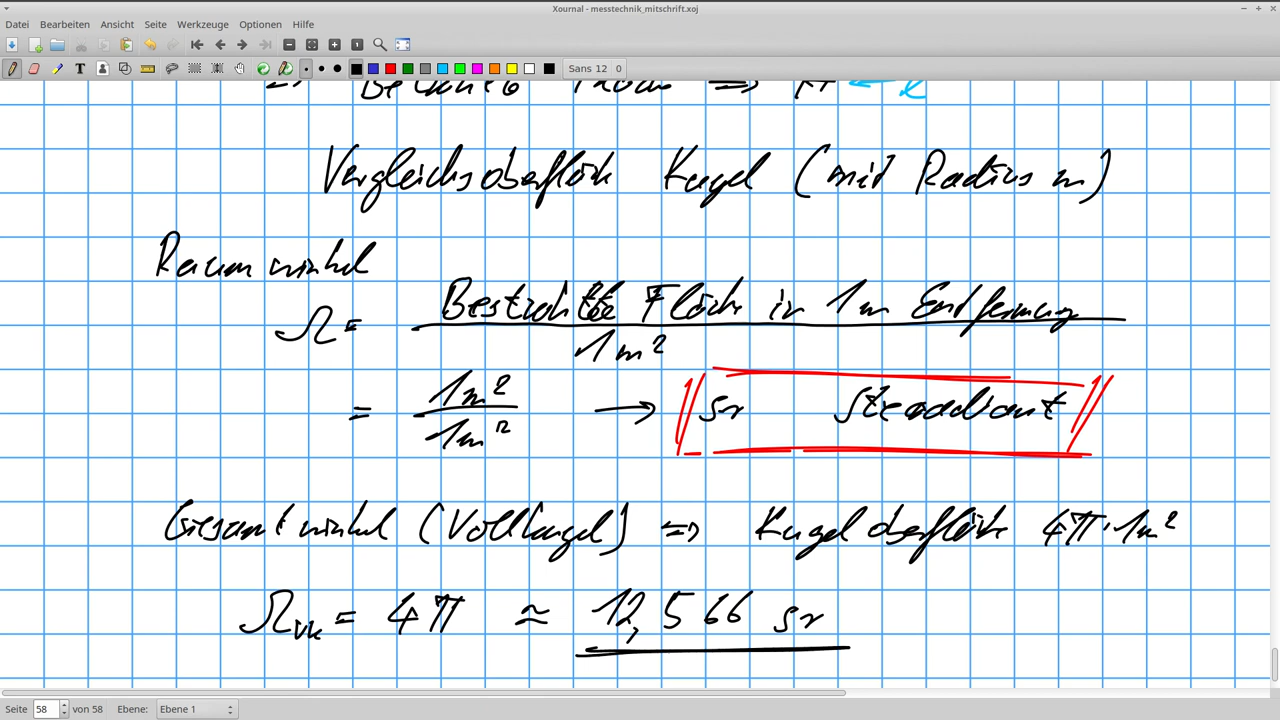 Xournal - messtechnik_mitschrift.xoj
Datei Bearbeiten Ansicht Seite Werkzeuge Optionen Hilfe
Sans 12 0
Vergleichsoberfläche Kugel (mit Radius m)
Raumwinkel
Ω = Bestrahlte Fläche in 1m Entfernung
1m²
= 1m² → sr Steradiant
1m²
Gesamtwinkel (Vollkugel) ⇒ Kugeloberfläche 4π·1m²
Ω_VK = 4π ≈ 12,566 sr
Seite 58 von 58 Ebene: Ebene 1